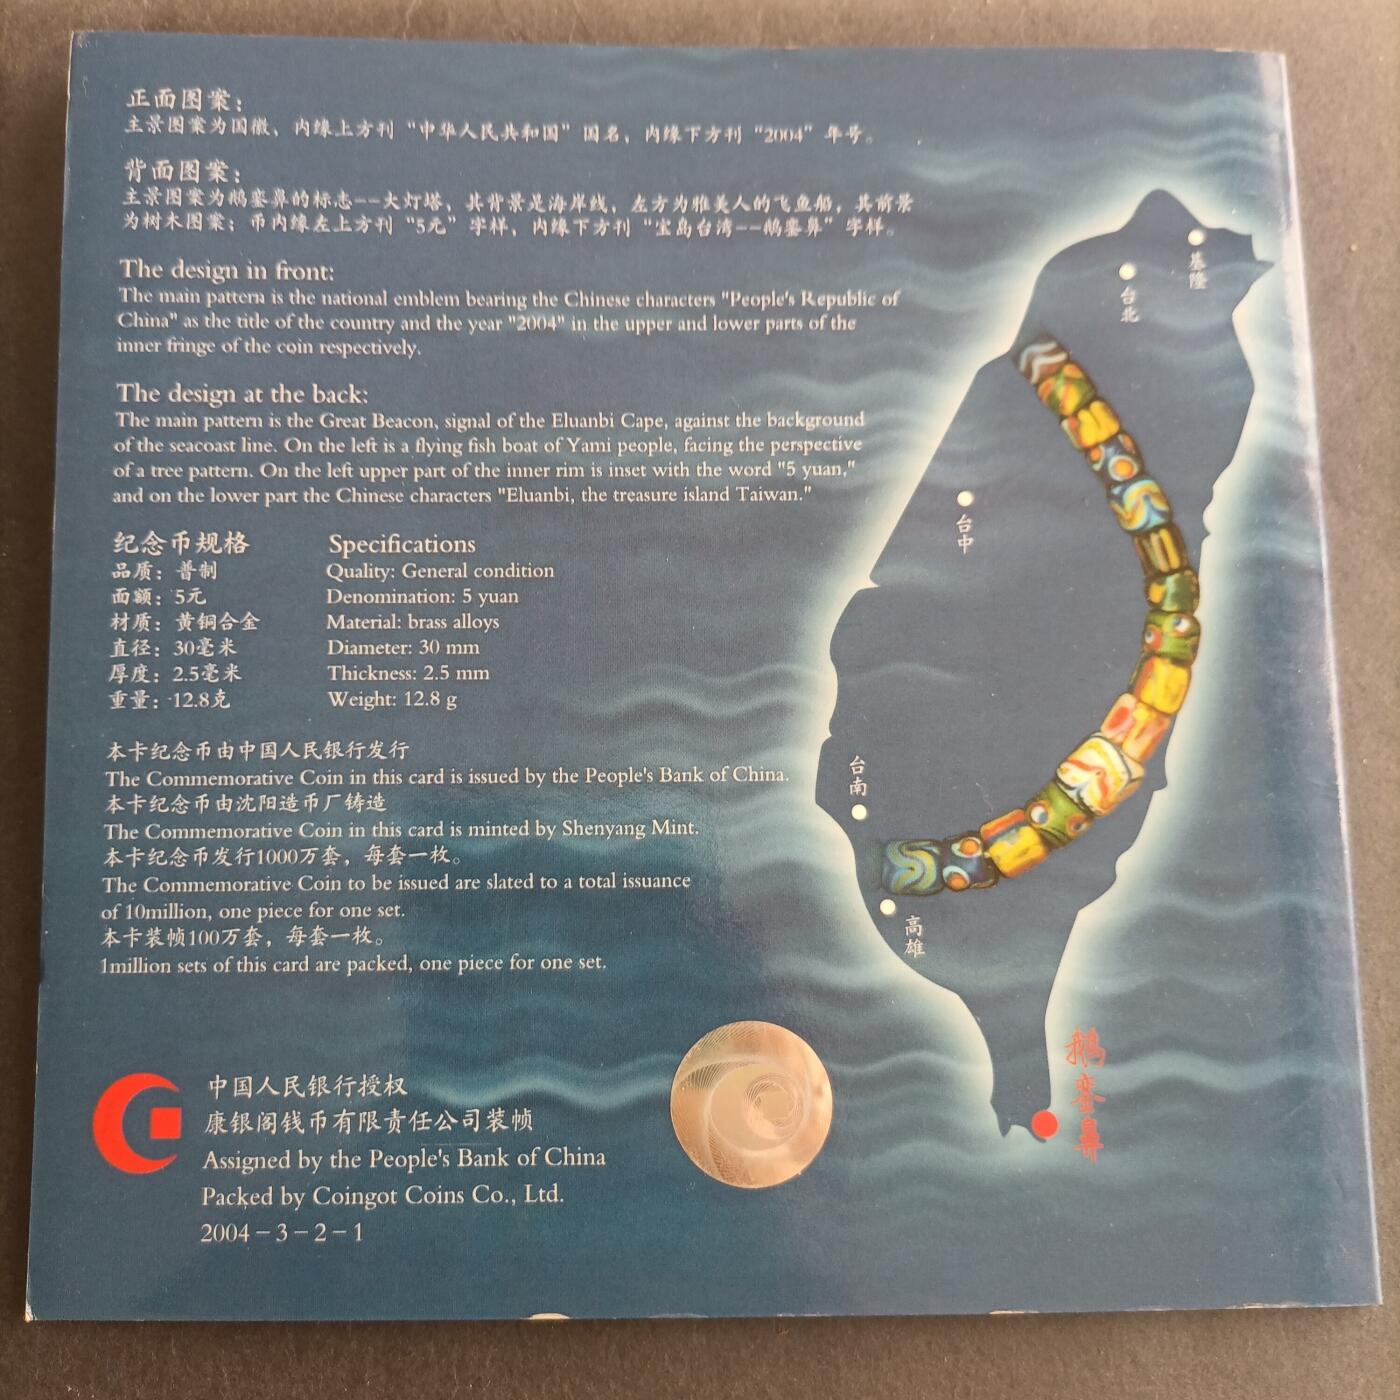 正面图案：
主景图案为国徽，内缘上方刊“中华人民共和国”国名，内缘下方刊“2004”年号。
背面图案：
主景图案为鹅銮鼻的标志——大灯塔，其背景是海岸线，左方为雅美人的飞鱼船，其前景
为树木图案；币内缘左上方刊“5元”字样，内缘下方刊“宝岛台湾——鹅銮鼻”字样。
The design in front:
The main pattern is the national emblem bearing the Chinese characters "People's Republic of
China" as the title of the country and the year "2004" in the upper and lower parts of the
inner fringe of the coin respectively.
The design at the back:
The main pattern is the Great Beacon, signal of the Eluanbi Cape, against the background
of the seacoast line. On the left is a flying fish boat of Yami people, facing the perspective
of a tree pattern. On the left upper part of the inner rim is inset with the word "5 yuan,"
and on the lower part the Chinese characters "Eluanbi, the treasure island Taiwan."
纪念币规格 Specifications
品质：普制 Quality: General condition
面额：5元 Denomination: 5 yuan
材质：黄铜合金 Material: brass alloys
直径：30毫米 Diameter: 30 mm
厚度：2.5毫米 Thickness: 2.5 mm
重量：12.8克 Weight: 12.8 g
本卡纪念币由中国人民银行发行
The Commemorative Coin in this card is issued by the People's Bank of China.
本卡纪念币由沈阳造币厂铸造
The Commemorative Coin in this card is minted by Shenyang Mint.
本卡纪念币发行1000万套，每套一枚。
The Commemorative Coin to be issued are slated to a total issuance
of 10million, one piece for one set.
本卡装帧100万套，每套一枚。
1million sets of this card are packed, one piece for one set.
中国人民银行授权
康银阁钱币有限责任公司装帧
Assigned by the People's Bank of China
Packed by Coingot Coins Co., Ltd.
2004－3－2－1
基隆
台北
台中
台南
高雄
鹅銮鼻